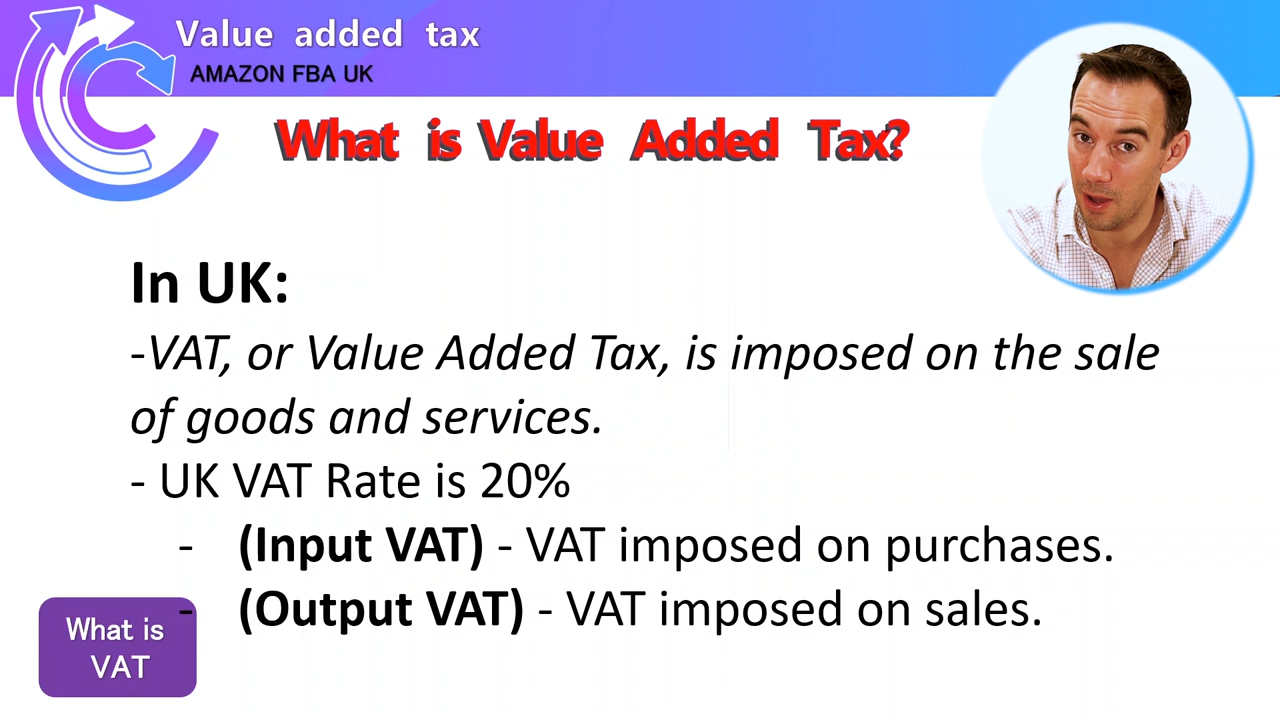 Value added tax
AMAZON FBA UK
What is Value Added Tax?
In UK:
-VAT, or Value Added Tax, is imposed on the sale
of goods and services.
- UK VAT Rate is 20%
- (Input VAT) - VAT imposed on purchases.
- (Output VAT) - VAT imposed on sales.
What is
VAT